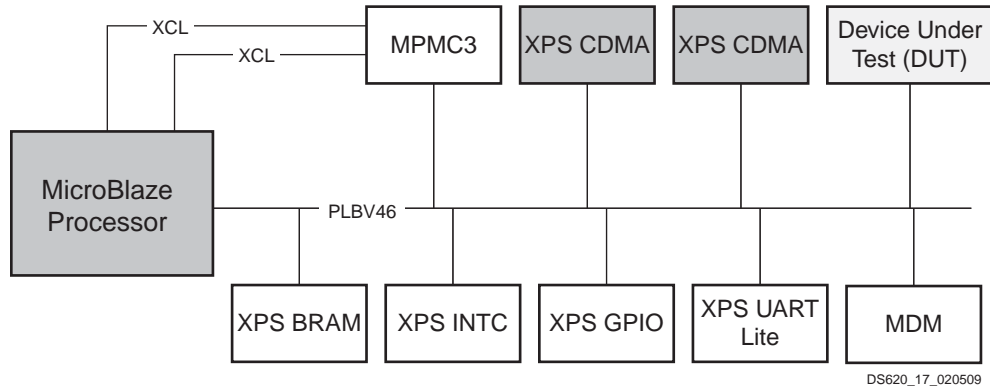 XCL
XCL
MPMC3
XPS CDMA
XPS CDMA
Device Under
Test (DUT)
MicroBlaze
Processor
PLBV46
XPS BRAM
XPS INTC
XPS GPIO
XPS UART
Lite
MDM
DS620_17_020509